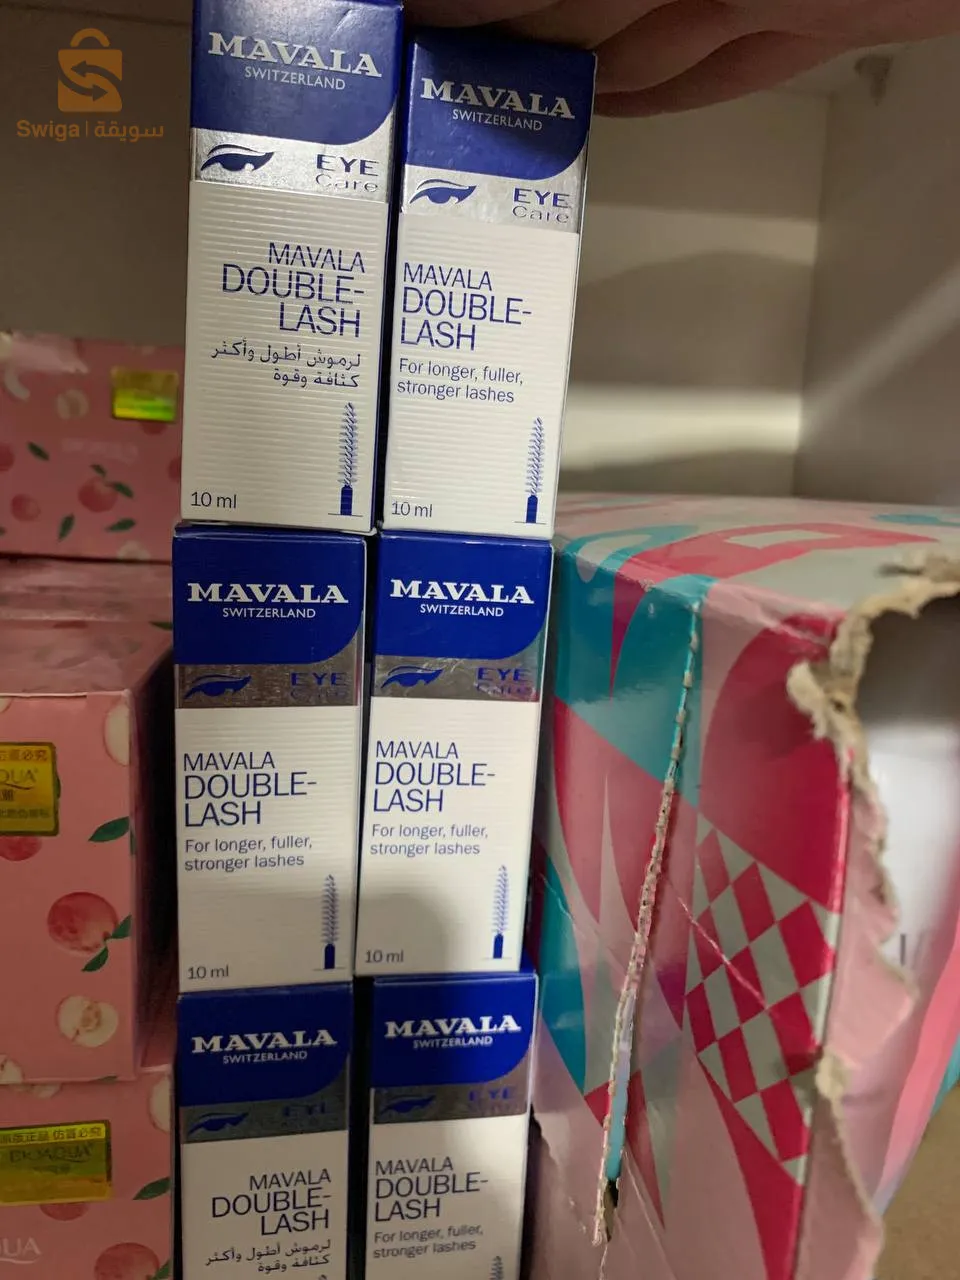 Swiga | سويقة
MAVALA
SWITZERLAND
EYE
Care
MAVALA
DOUBLE-
LASH
لرموش أطول وأكثر
كثافة وقوة
10 ml
MAVALA
SWITZERLAND
EYE
Care
MAVALA
DOUBLE-
LASH
For longer, fuller,
stronger lashes
10 ml
MAVALA
SWITZERLAND
EYE
Care
MAVALA
DOUBLE-
LASH
For longer, fuller,
stronger lashes
10 ml
MAVALA
SWITZERLAND
EYE
Care
MAVALA
DOUBLE-
LASH
For longer, fuller,
stronger lashes
10 ml
MAVALA
SWITZERLAND
EYE
MAVALA
DOUBLE-
LASH
لرموش أطول وأكثر
كثافة وقوة
MAVALA
SWITZERLAND
EYE
MAVALA
DOUBLE-
LASH
For longer, fuller,
stronger lashes